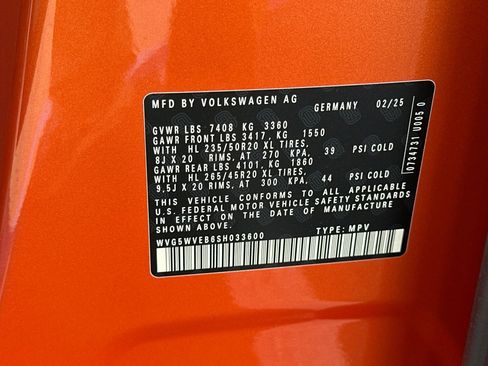 MFD BY VOLKSWAGEN AG GERMANY 02/25
GVWR LBS 7408 KG 3360
GAWR FRONT LBS 3417, KG 1550
WITH HL 235/50R20 XL TIRES,
8J X 20 RIMS, AT 270 KPA, 39 PSI COLD
GAWR REAR LBS 4101, KG 1860
WITH HL 265/45R20 XL TIRES,
9,5J X 20 RIMS, AT 300 KPA, 44 PSI COLD
THIS VEHICLE CONFORMS TO ALL APPLICABLE
U.S. FEDERAL MOTOR VEHICLE SAFETY STANDARDS
IN EFFECT ON THE DATE OF MANUFACTURE
SHOWN ABOVE.
WVG5WVEB6SH033600 TYPE: MPV
10734731 U005 0